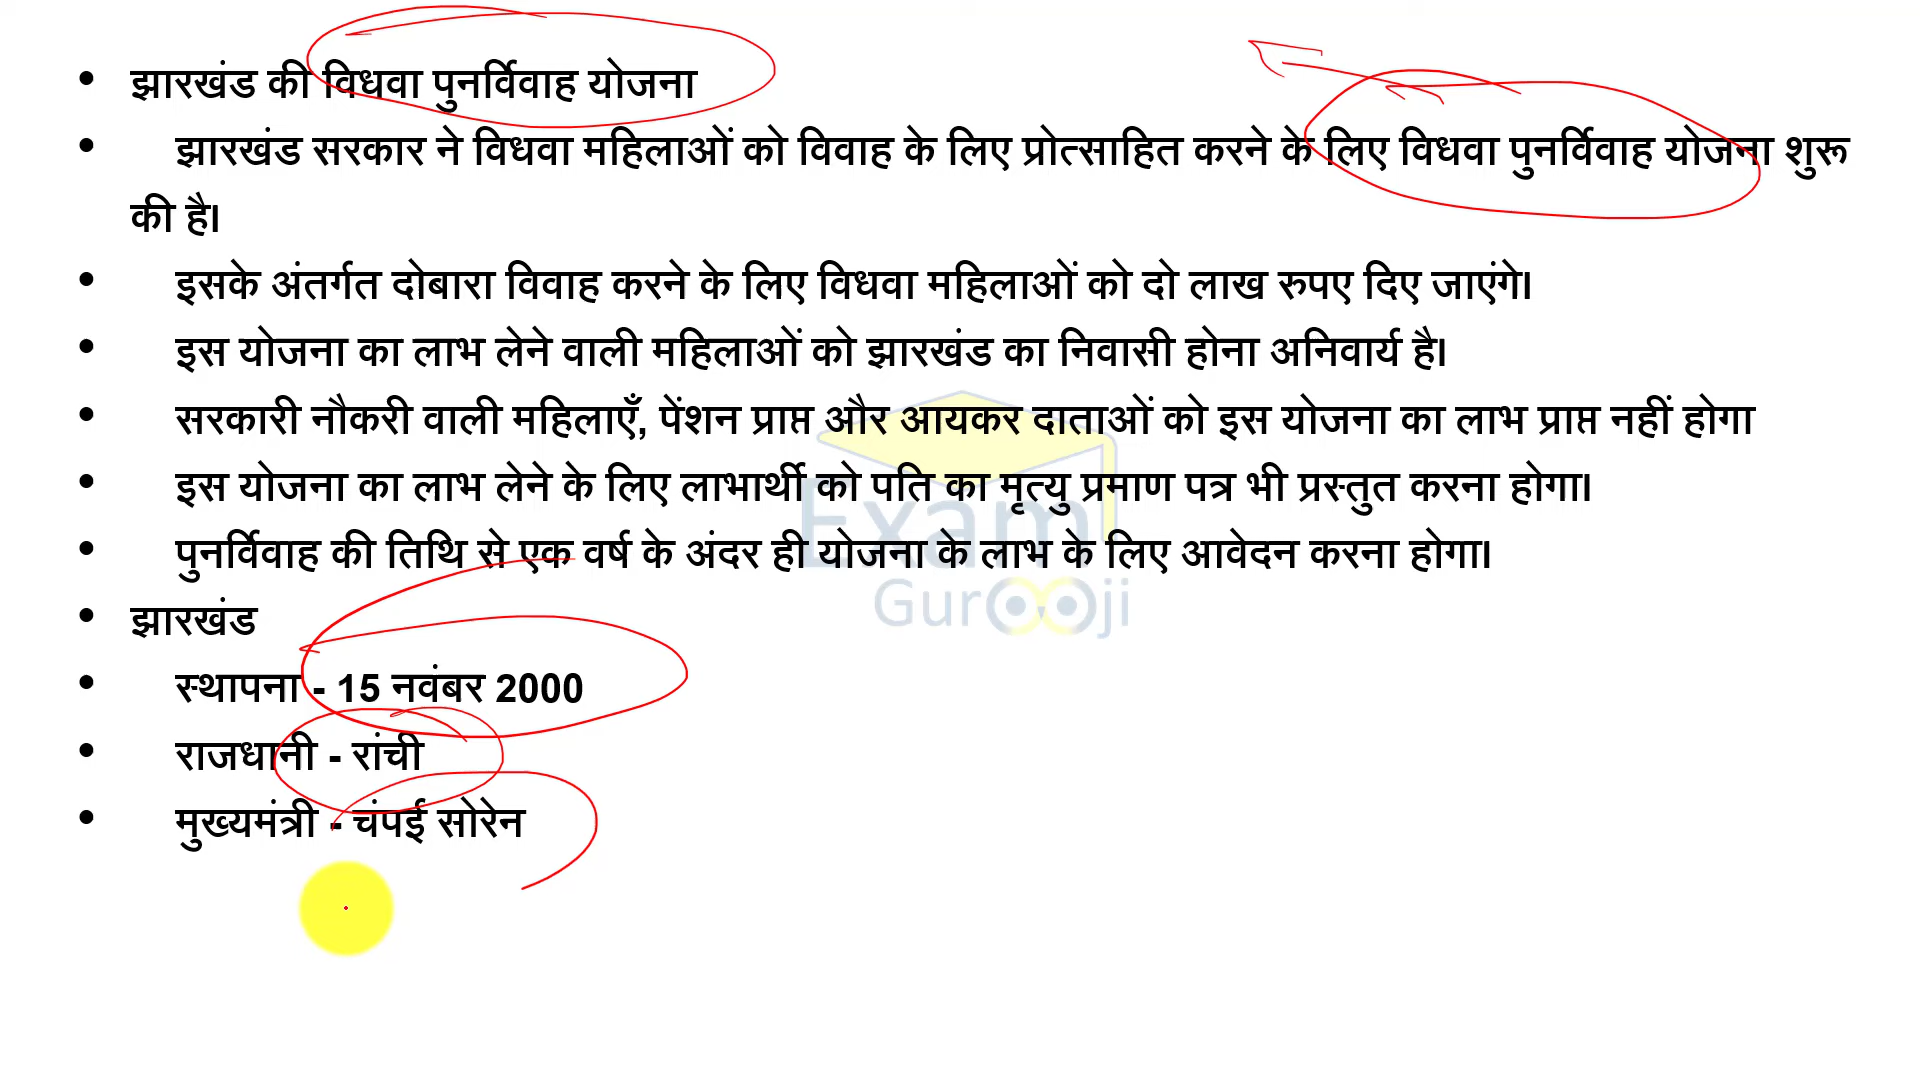 • झारखंड की विधवा पुनर्विवाह योजना
• झारखंड सरकार ने विधवा महिलाओं को विवाह के लिए प्रोत्साहित करने के लिए विधवा पुनर्विवाह योजना शुरू
की है।
• इसके अंतर्गत दोबारा विवाह करने के लिए विधवा महिलाओं को दो लाख रुपए दिए जाएंगे।
• इस योजना का लाभ लेने वाली महिलाओं को झारखंड का निवासी होना अनिवार्य है।
• सरकारी नौकरी वाली महिलाएँ, पेंशन प्राप्त और आयकर दाताओं को इस योजना का लाभ प्राप्त नहीं होगा
• इस योजना का लाभ लेने के लिए लाभार्थी को पति का मृत्यु प्रमाण पत्र भी प्रस्तुत करना होगा।
• पुनर्विवाह की तिथि से एक वर्ष के अंदर ही योजना के लाभ के लिए आवेदन करना होगा।
• झारखंड
• स्थापना - 15 नवंबर 2000
• राजधानी - रांची
• मुख्यमंत्री - चंपई सोरेन
Exam
Gurooji